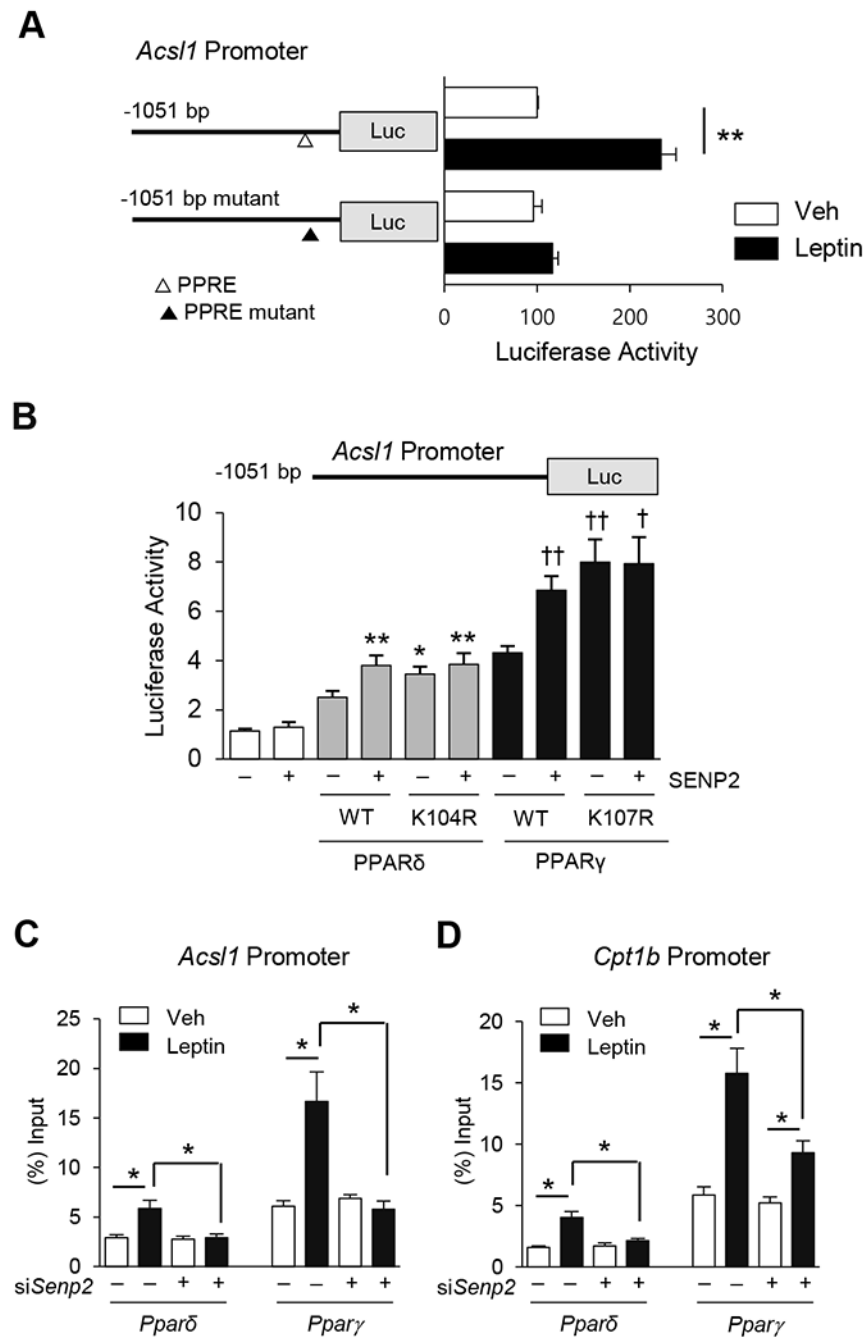 A
Acsl1 Promoter
-1051 bp
Luc
**
-1051 bp mutant
Luc
Veh
Leptin
△ PPRE
▲ PPRE mutant
0 100 200 300
Luciferase Activity
B
Acsl1 Promoter
-1051 bp
Luc
Luciferase Activity
10
8
6
4
2
0
** * ** †† †† †
– + – + – + – + – + SENP2
WT K104R WT K107R
PPARδ PPARγ
C
Acsl1 Promoter
Veh
Leptin
(%) Input
25
20
15
10
5
0
* * * *
siSenp2 – – + + – – + +
Pparδ Pparγ
D
Cpt1b Promoter
Veh
Leptin
(%) Input
20
15
10
5
0
* * * * *
siSenp2 – – + + – – + +
Pparδ Pparγ